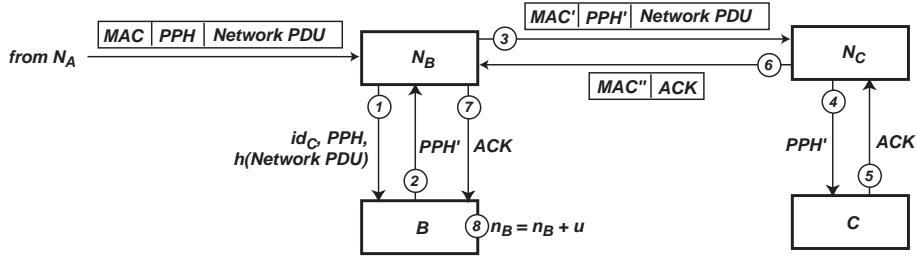 MAC PPH Network PDU
MAC' PPH' Network PDU
from N_A
N_B
3
N_C
6
MAC'' ACK
1
7
4
id_C, PPH,
h(Network PDU)
PPH'
ACK
PPH'
ACK
2
5
B
8
n_B = n_B + u
C